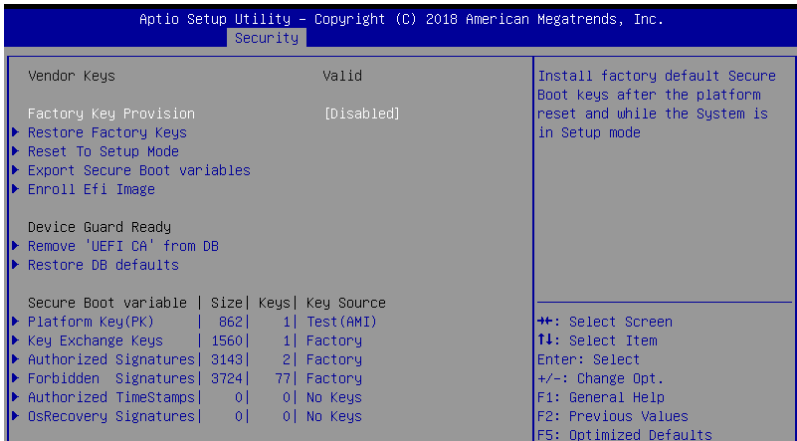 Aptio Setup Utility – Copyright (C) 2018 American Megatrends, Inc.
Security
Vendor Keys Valid
Factory Key Provision [Disabled]
Restore Factory Keys
Reset To Setup Mode
Export Secure Boot variables
Enroll Efi Image
Device Guard Ready
Remove 'UEFI CA' from DB
Restore DB defaults
Secure Boot variable | Size| Keys| Key Source
Platform Key(PK) | 862| 1| Test(AMI)
Key Exchange Keys | 1560| 1| Factory
Authorized Signatures| 3143| 2| Factory
Forbidden Signatures| 3724| 77| Factory
Authorized TimeStamps| 0| 0| No Keys
OsRecovery Signatures| 0| 0| No Keys
Install factory default Secure
Boot keys after the platform
reset and while the System is
in Setup mode
→←: Select Screen
↑↓: Select Item
Enter: Select
+/-: Change Opt.
F1: General Help
F2: Previous Values
F5: Optimized Defaults